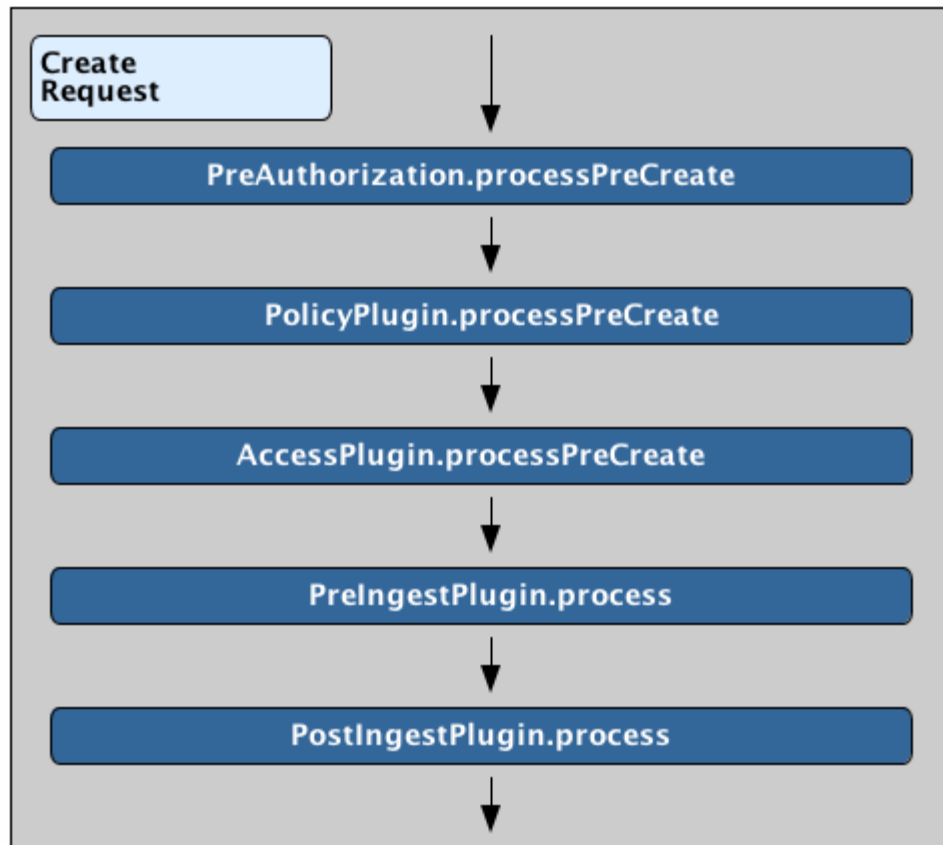 Create
Request
PreAuthorization.processPreCreate
PolicyPlugin.processPreCreate
AccessPlugin.processPreCreate
PreIngestPlugin.process
PostIngestPlugin.process